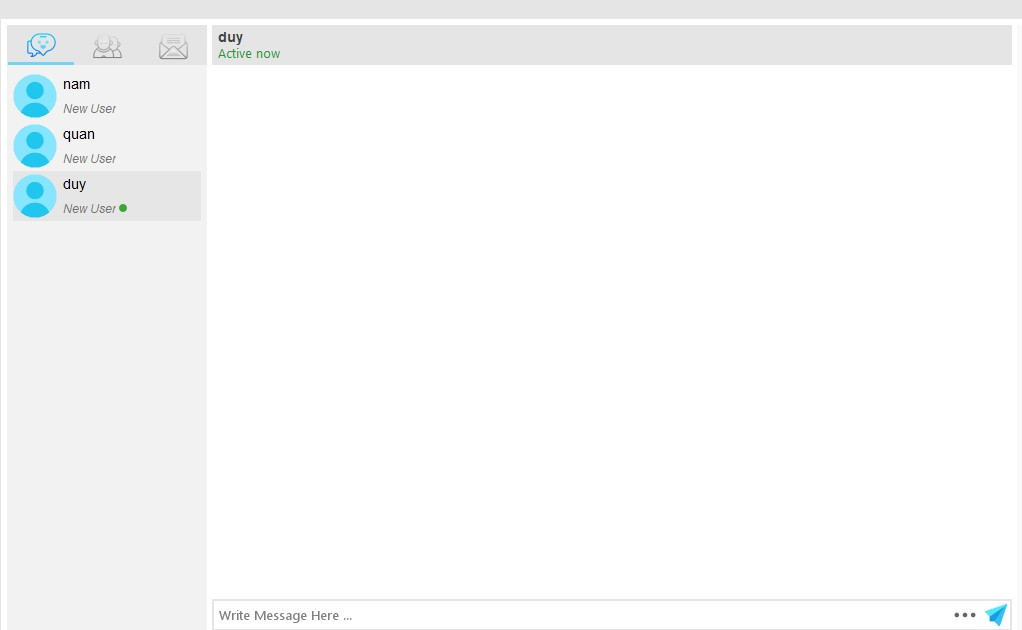 nam
New User
quan
New User
duy
New User
duy
Active now
Write Message Here ...